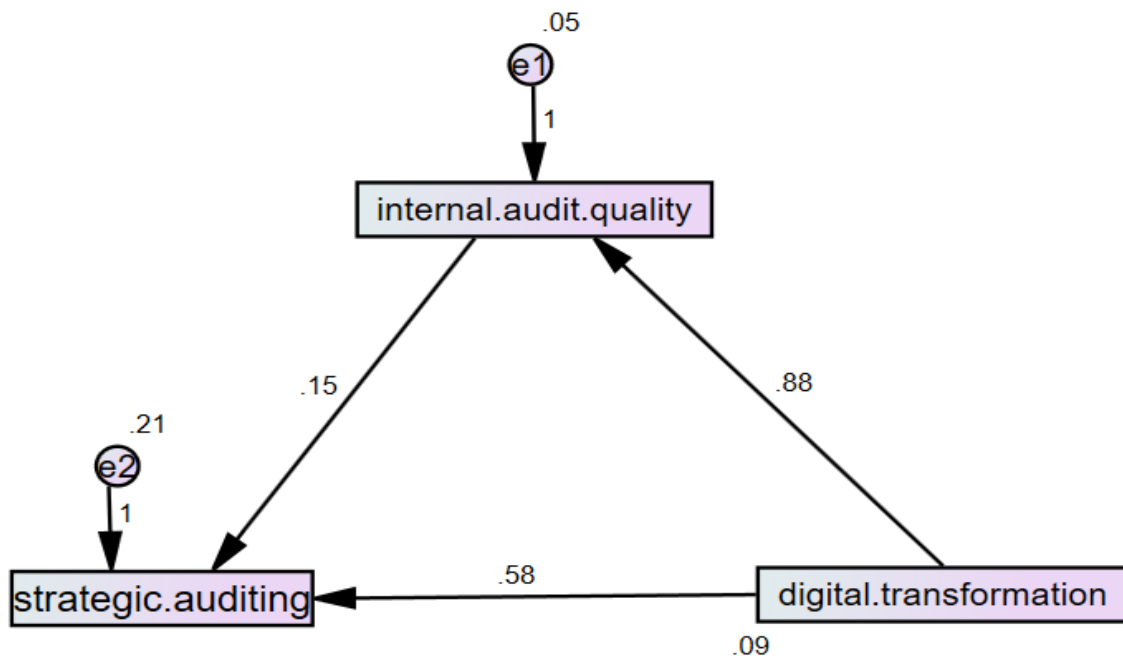 .05
e1
1
internal.audit.quality
.15
.88
.21
e2
1
.58
strategic.auditing
digital.transformation
.09